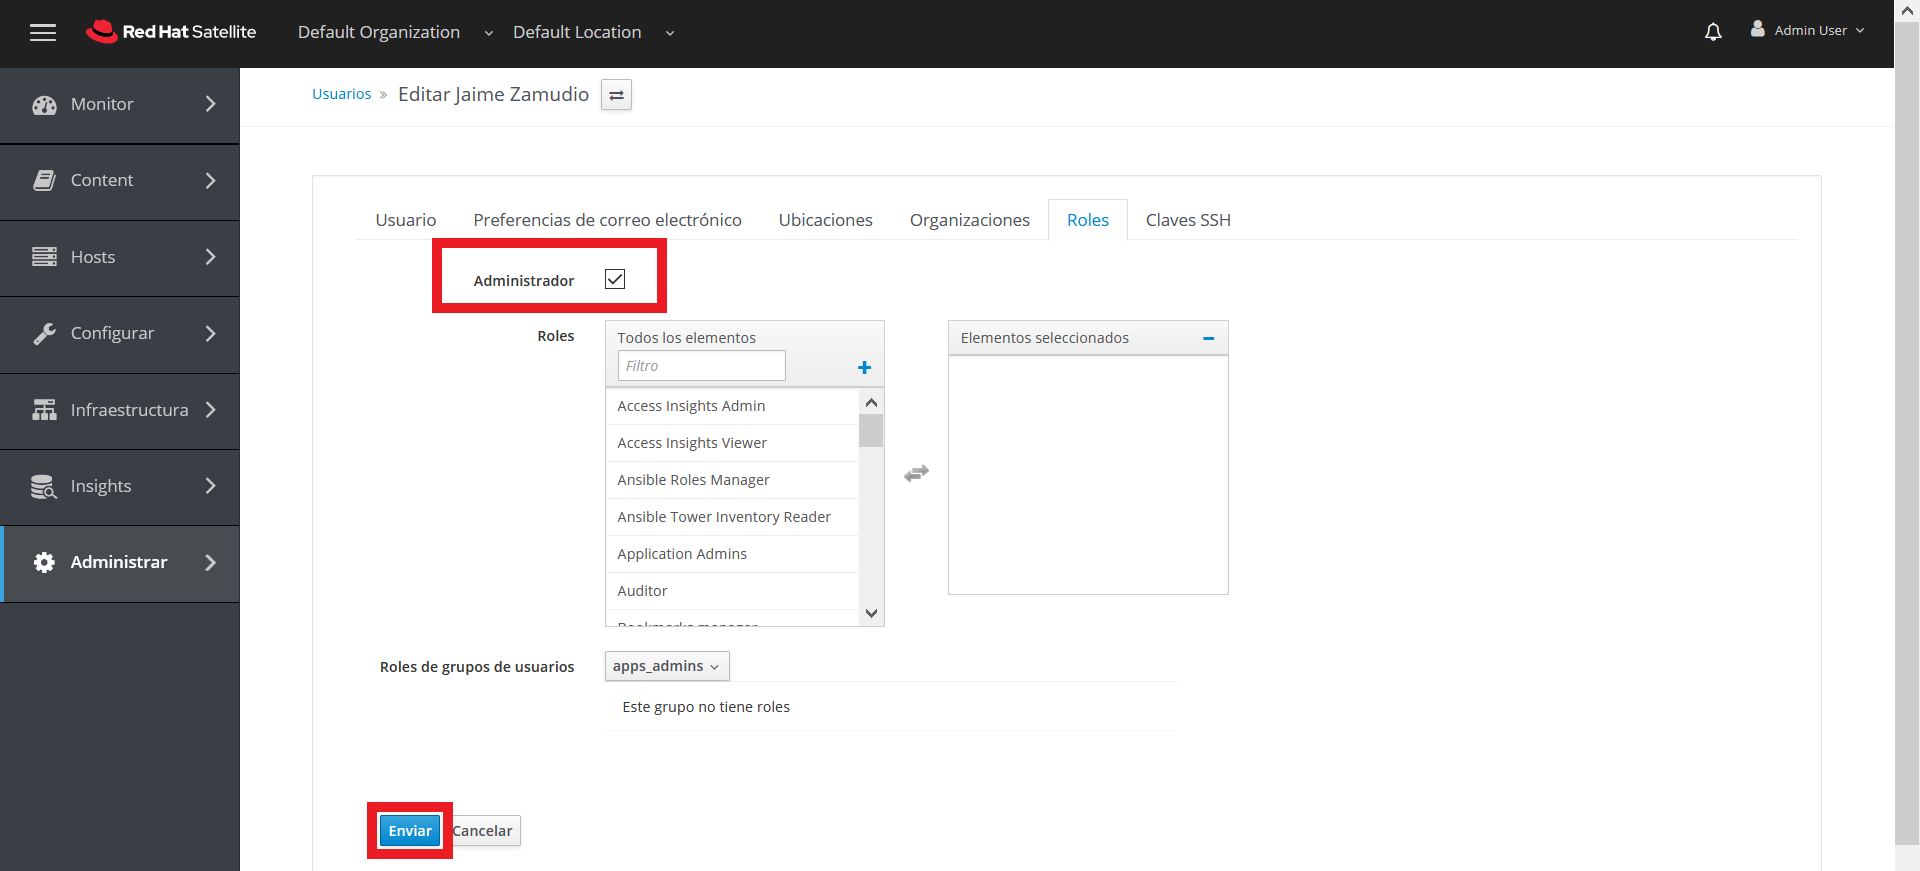 Red Hat Satellite
Default Organization
Default Location
Admin User
Monitor
Content
Hosts
Configurar
Infraestructura
Insights
Administrar
Usuarios » Editar Jaime Zamudio
Usuario
Preferencias de correo electrónico
Ubicaciones
Organizaciones
Roles
Claves SSH
Administrador
Roles
Todos los elementos
Filtro
Access Insights Admin
Access Insights Viewer
Ansible Roles Manager
Ansible Tower Inventory Reader
Application Admins
Auditor
Bookmarks manager
Elementos seleccionados
Roles de grupos de usuarios
apps_admins
Este grupo no tiene roles
Enviar
Cancelar